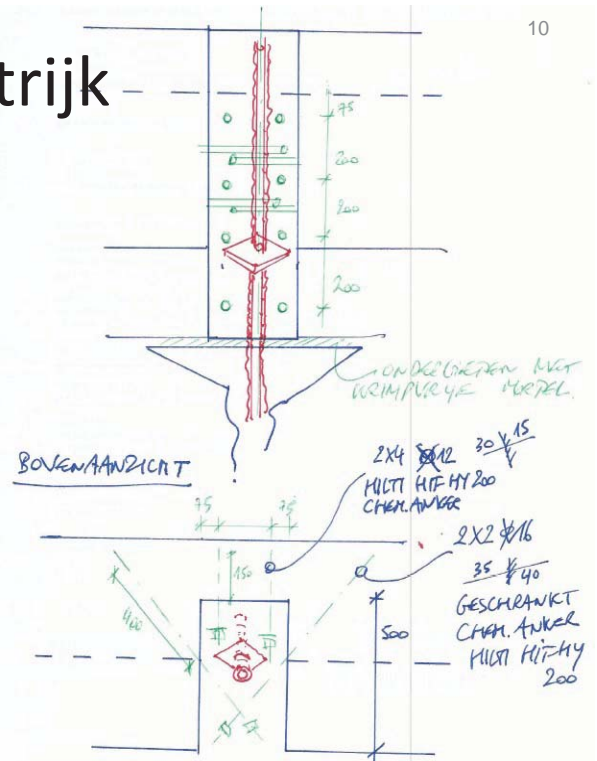 10
trijk
75
200
200
200
ONDERGIETEN MET
KRIMPVRIJE MORTEL.
BOVENAANZICHT
2X4 Ø12 30 15
HILTI HIT HY 200
CHEM. ANKER
75 75
2X2 Ø16
35 40
150
GESCHRANKT
CHEM. ANKER
HILTI HIT-HY
200
400
500